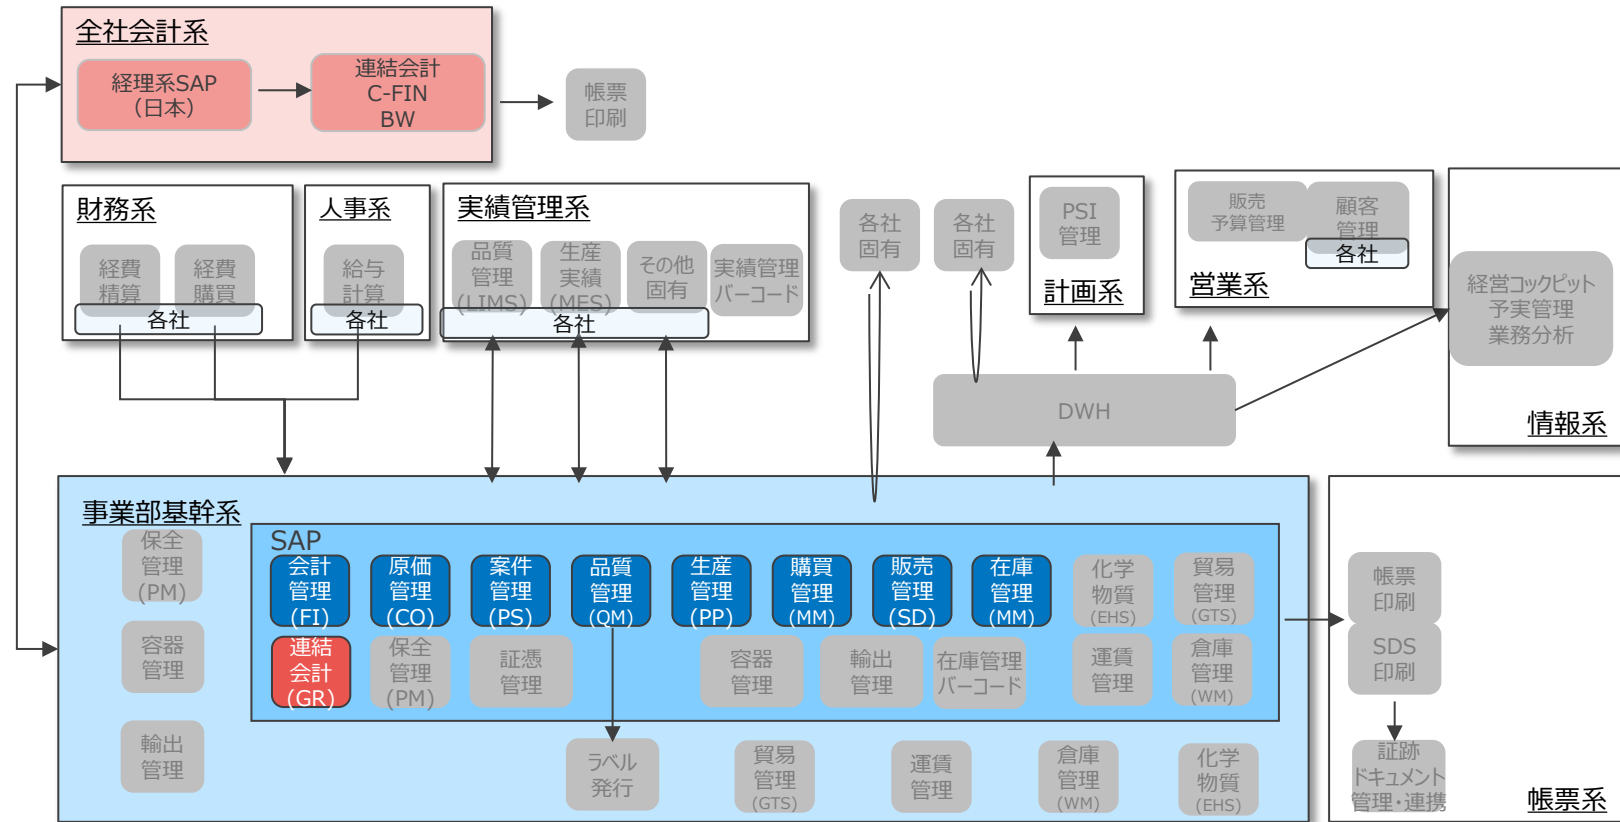 全社会計系
経理系SAP
（日本）
連結会計
C-FIN
BW
帳票
印刷
財務系
経費
精算
経費
購買
各社
人事系
給与
計算
各社
実績管理系
品質
管理
(LIMS)
生産
実績
(MES)
その他
固有
実績管理
バーコード
各社
各社
固有
各社
固有
PSI
管理
計画系
販売
予算管理
顧客
管理
各社
営業系
経営コックピット
予実管理
業務分析
情報系
DWH
事業部基幹系
保全
管理
(PM)
容器
管理
輸出
管理
SAP
会計
管理
(FI)
原価
管理
(CO)
案件
管理
(PS)
品質
管理
(QM)
生産
管理
(PP)
購買
管理
(MM)
販売
管理
(SD)
在庫
管理
(MM)
化学
物質
(EHS)
貿易
管理
(GTS)
連結
会計
(GR)
保全
管理
(PM)
証憑
管理
容器
管理
輸出
管理
在庫管理
バーコード
運賃
管理
倉庫
管理
(WM)
ラベル
発行
貿易
管理
(GTS)
運賃
管理
倉庫
管理
(WM)
化学
物質
(EHS)
帳票
印刷
SDS
印刷
証跡
ドキュメント
管理・連携
帳票系